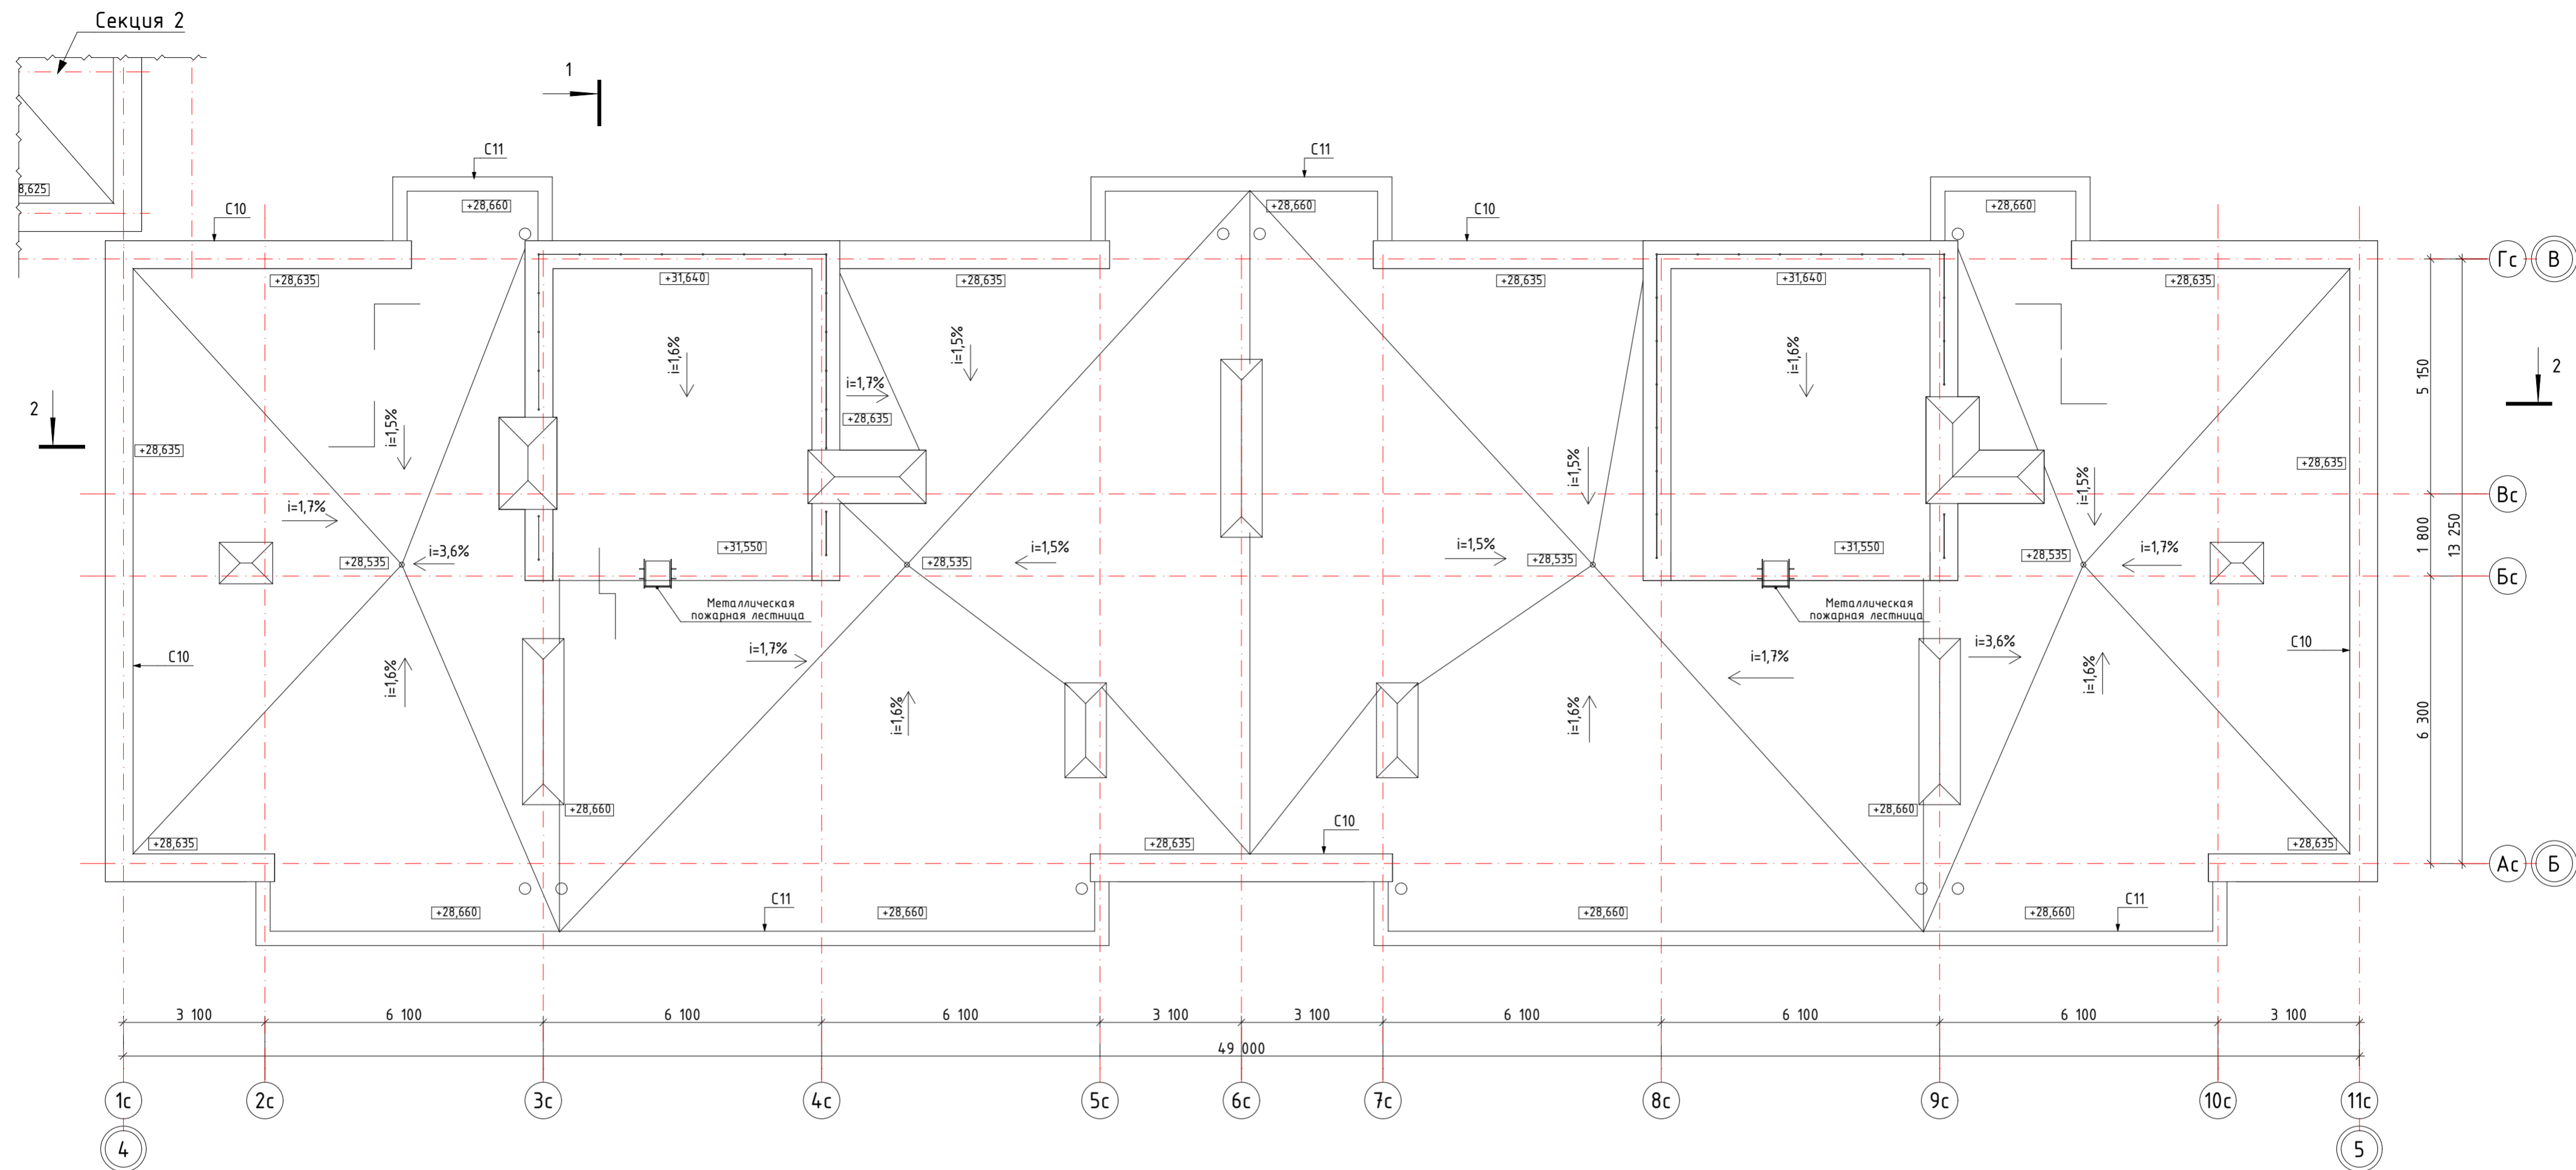 Секция 2
1
С11
С11
8,625
+28,660
+28,660
+28,660
С10
С10
Гс
В
+28,635
+31,640
+28,635
+28,635
+31,640
+28,635
i=1,5%
i=1,6%
i=1,6%
i=1,7%
5 150
2
2
+28,635
i=1,5%
+28,635
i=1,5%
+28,635
i=1,5%
Вс
i=1,7%
1 800
13 250
+28,535
i=3,6%
+31,550
+28,535
i=1,5%
i=1,5%
+28,535
+31,550
+28,535
i=1,7%
Бс
Металлическая
пожарная лестница
Металлическая
пожарная лестница
С10
i=1,7%
i=1,7%
i=3,6%
С10
i=1,6%
i=1,6%
i=1,6%
i=1,6%
6 300
+28,660
+28,660
+28,635
+28,635
С10
+28,635
Ас
Б
+28,660
С11
+28,660
+28,660
+28,660
С11
3 100
6 100
6 100
6 100
3 100
3 100
6 100
6 100
6 100
3 100
49 000
1с
2с
3с
4с
5с
6с
7с
8с
9с
10с
11с
4
5